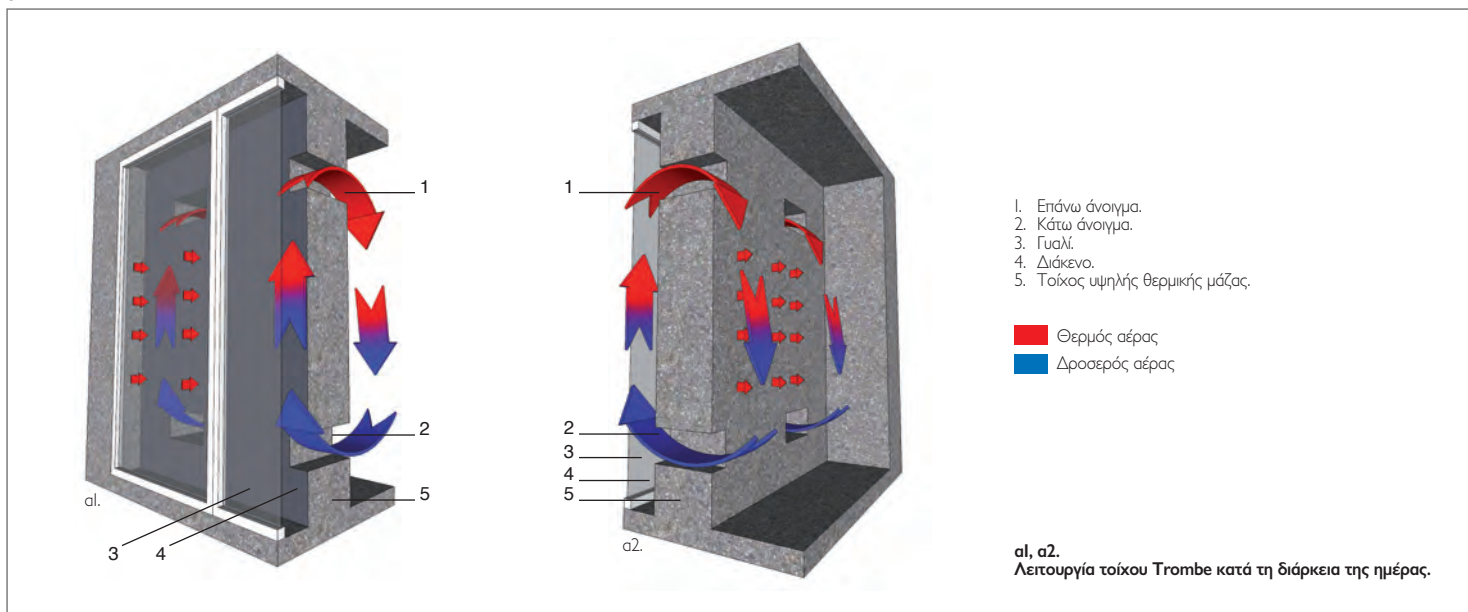 1
2
5
3
4
a1.
1
2
3
4
5
a2.
1. Επάνω άνοιγμα.
2. Κάτω άνοιγμα.
3. Γυαλί.
4. Διάκενο.
5. Τοίχος υψηλής θερμικής μάζας.
Θερμός αέρας
Δροσερός αέρας
a1, a2.
Λειτουργία τοίχου Trombe κατά τη διάρκεια της ημέρας.